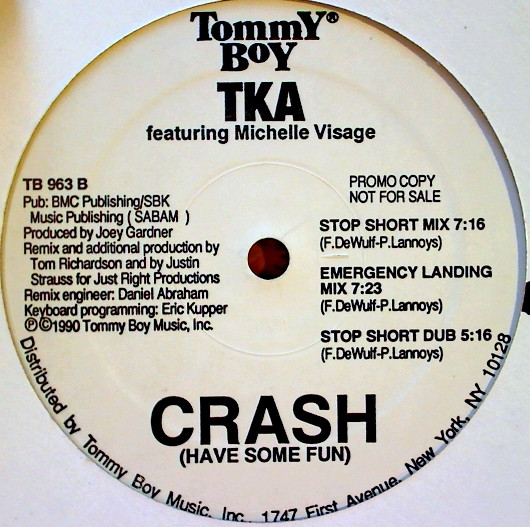 TOMMY®
BOY
TKA
featuring Michelle Visage
TB 963 B
Pub: BMC Publishing/SBK
Music Publishing ( SABAM )
Produced by Joey Gardner
Remix and additional production by
Tom Richardson and by Justin
Strauss for Just Right Productions
Remix engineer: Daniel Abraham
Keyboard programming: Eric Kupper
℗©1990 Tommy Boy Music, Inc.
PROMO COPY
NOT FOR SALE
STOP SHORT MIX 7:16
(F.DeWulf-P.Lannoys)
EMERGENCY LANDING
MIX 7:23
(F.DeWulf-P.Lannoys)
STOP SHORT DUB 5:16
(F.DeWulf-P.Lannoys)
CRASH
(HAVE SOME FUN)
Distributed by Tommy Boy Music, Inc., 1747 First Avenue, New York, NY 10128